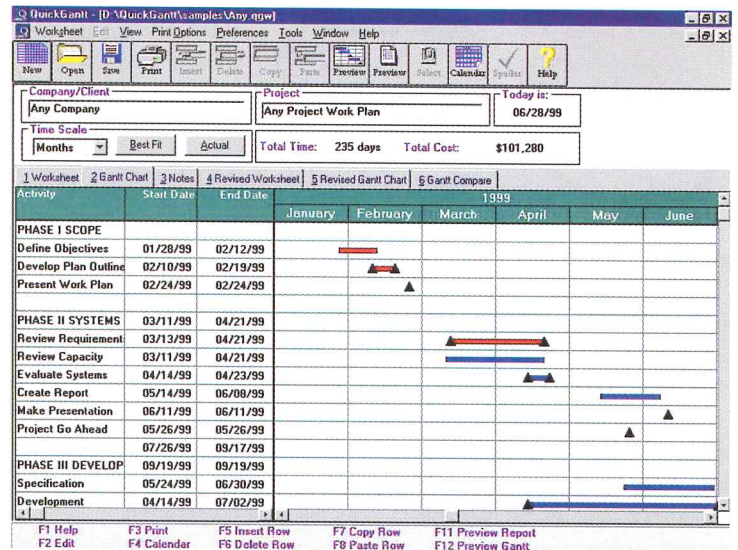 QuickGantt - [D:\QuickGantt\samples\Any.qgw]
Worksheet Edit View Print Options Preferences Tools Window Help
New Open Save Print Insert Delete Copy Paste Preview Preview Select Calendar Speller Help
Company/Client Project Today is:
Any Company Any Project Work Plan 06/28/99
Time Scale
Months Best Fit Actual Total Time: 235 days Total Cost: $101,280
1 Worksheet 2 Gantt Chart 3 Notes 4 Revised Worksheet 5 Revised Gantt Chart 6 Gantt Compare
Activity Start Date End Date 1999
January February March April May June
PHASE I SCOPE
Define Objectives 01/28/99 02/12/99
Develop Plan Outline 02/10/99 02/19/99
Present Work Plan 02/24/99 02/24/99
PHASE II SYSTEMS 03/11/99 04/21/99
Review Requirement 03/13/99 04/21/99
Review Capacity 03/11/99 04/21/99
Evaluate Systems 04/14/99 04/23/99
Create Report 05/14/99 06/08/99
Make Presentation 06/11/99 06/11/99
Project Go Ahead 05/26/99 05/26/99
07/26/99 09/17/99
PHASE III DEVELOP 09/19/99 09/19/99
Specification 05/24/99 06/30/99
Development 04/14/99 07/02/99
F1 Help F3 Print F5 Insert Row F7 Copy Row F11 Preview Report
F2 Edit F4 Calendar F6 Delete Row F8 Paste Row F12 Preview Gantt